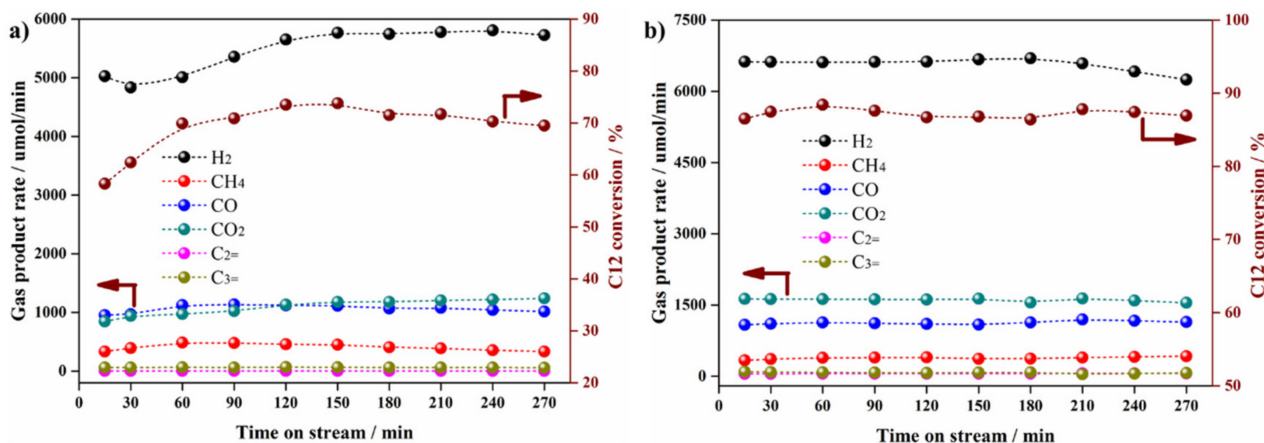 a)
Gas product rate / umol/min
6000
5000
4000
3000
2000
1000
0
H2
CH4
CO
CO2
C2=
C3=
0 30 60 90 120 150 180 210 240 270
Time on stream / min
90
80
70
60
50
40
30
20
C12 conversion / %
b)
Gas product rate / umol/min
7500
6000
4500
3000
1500
0
H2
CH4
CO
CO2
C2=
C3=
0 30 60 90 120 150 180 210 240 270
Time on stream / min
100
90
80
70
60
50
C12 conversion / %